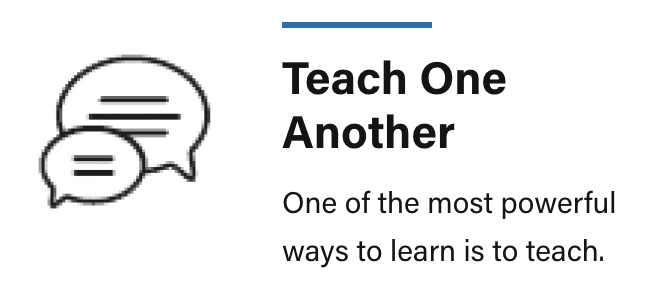 Teach One
Another
One of the most powerful
ways to learn is to teach.